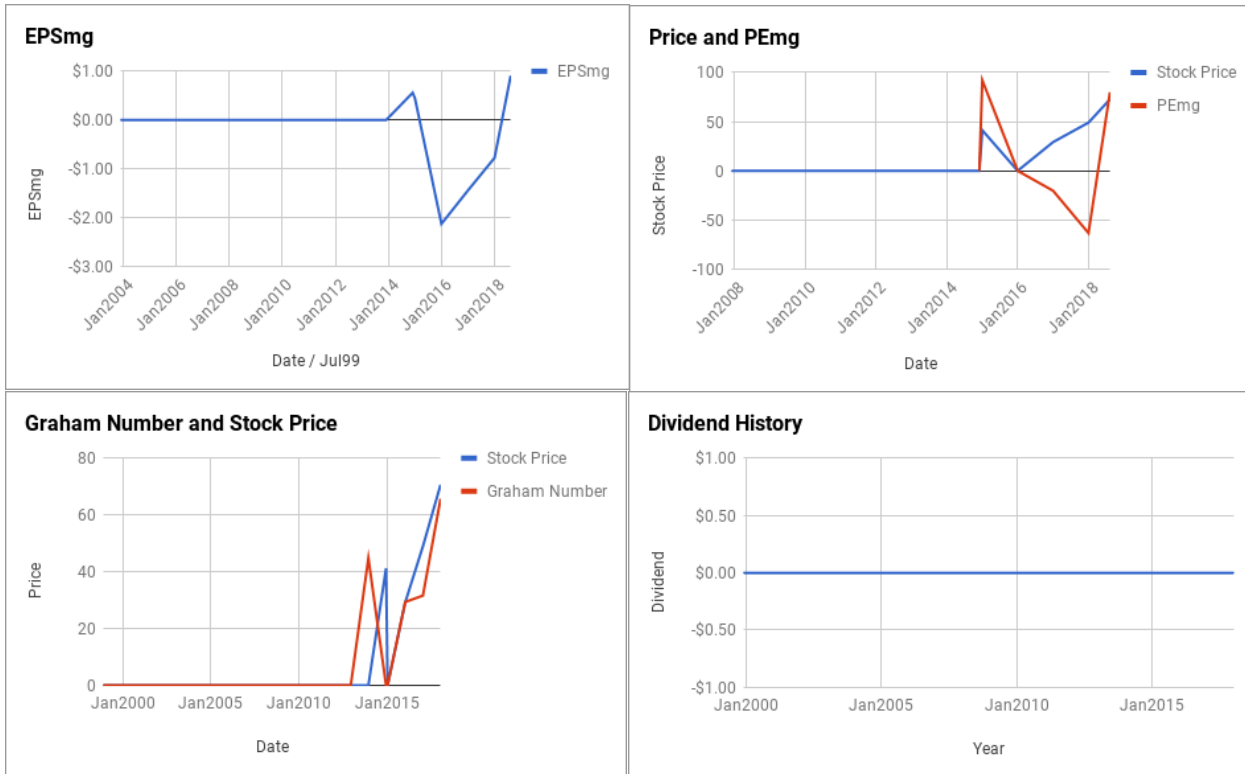 EPSmg
EPSmg
$1.00
$0.00
-$1.00
-$2.00
-$3.00
EPSmg
Jan2004
Jan2006
Jan2008
Jan2010
Jan2012
Jan2014
Jan2016
Jan2018
Date / Jul99
Price and PEmg
Stock Price
PEmg
100
50
0
-50
-100
Stock Price
Jan2008
Jan2010
Jan2012
Jan2014
Jan2016
Jan2018
Date
Graham Number and Stock Price
Stock Price
Graham Number
80
60
40
20
0
Price
Jan2000
Jan2005
Jan2010
Jan2015
Date
Dividend History
$1.00
$0.50
$0.00
-$0.50
-$1.00
Dividend
Jan2000
Jan2005
Jan2010
Jan2015
Year